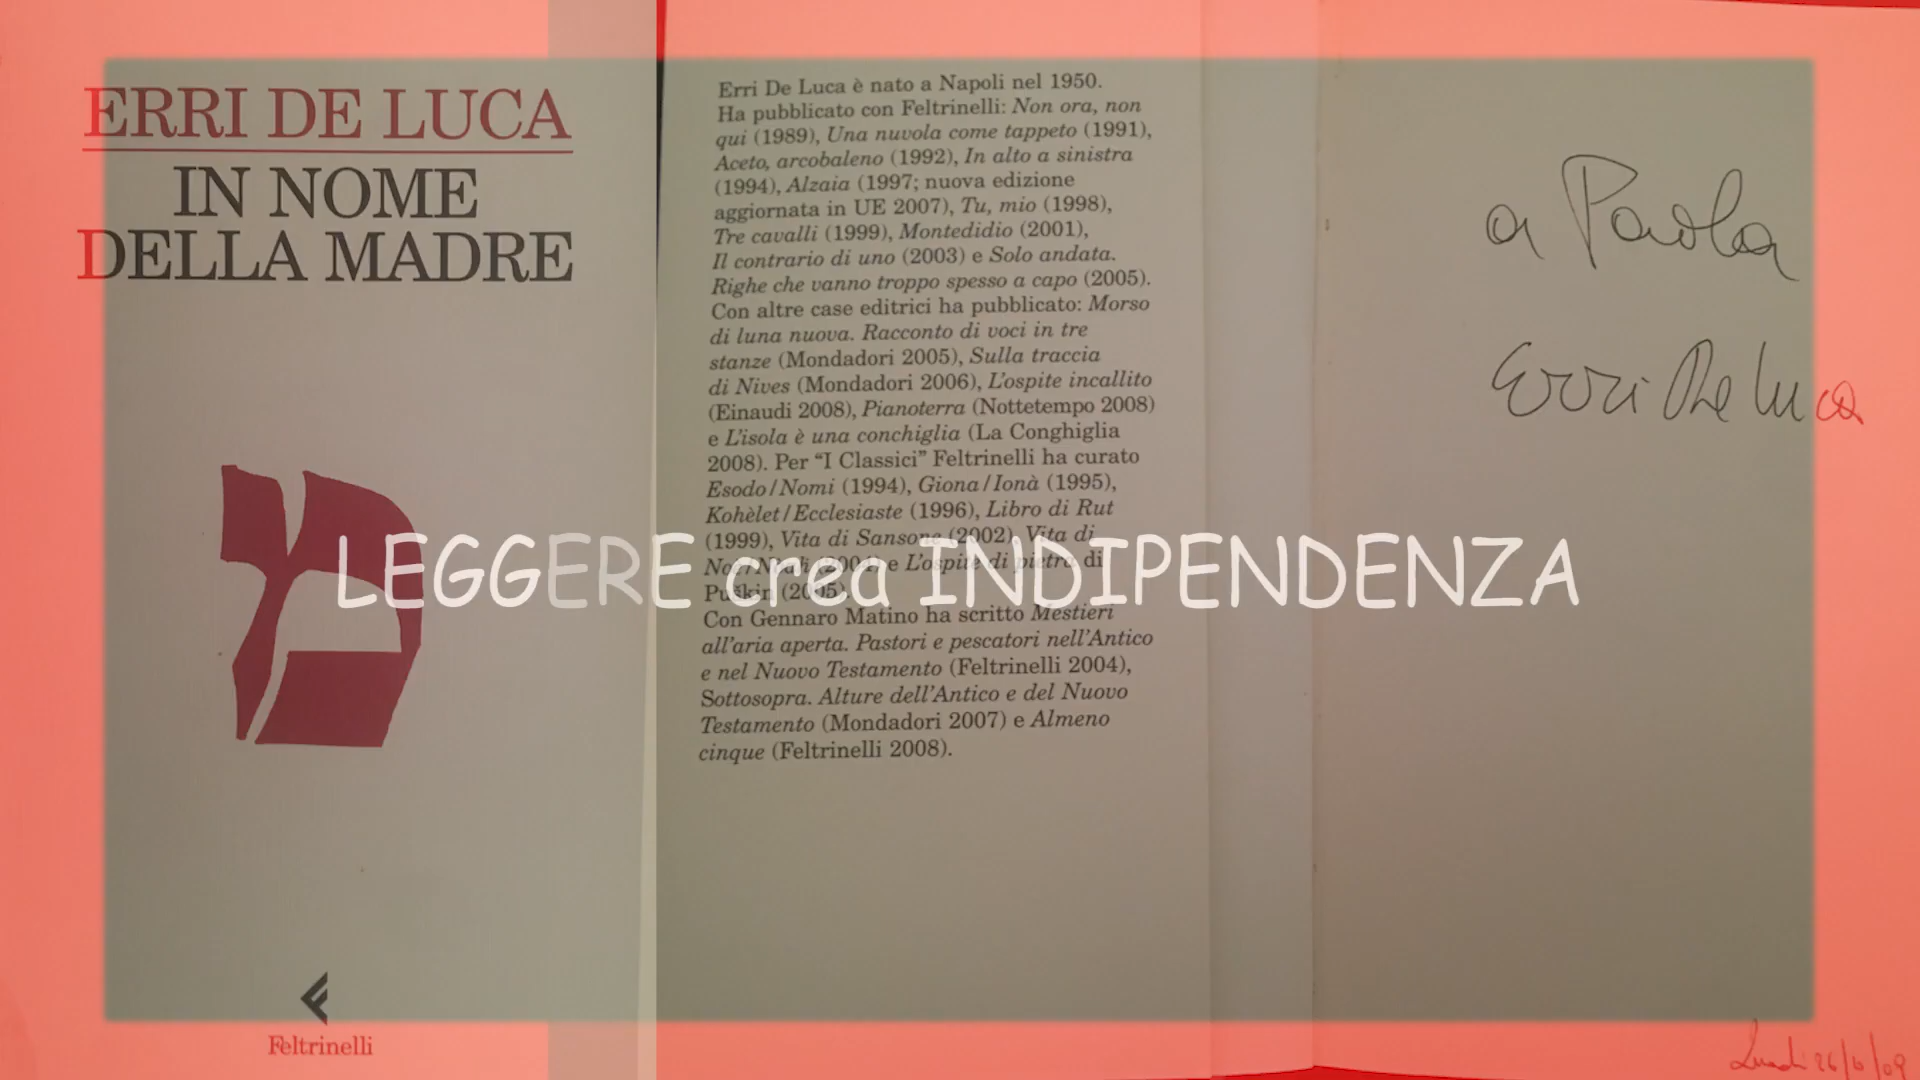 ERRI DE LUCA
IN NOME
DELLA MADRE
מ
Feltrinelli
Erri De Luca è nato a Napoli nel 1950.
Ha pubblicato con Feltrinelli: Non ora, non
qui (1989), Una nuvola come tappeto (1991),
Aceto, arcobaleno (1992), In alto a sinistra
(1994), Alzaia (1997; nuova edizione
aggiornata in UE 2007), Tu, mio (1998),
Tre cavalli (1999), Montedidio (2001),
Il contrario di uno (2003) e Solo andata.
Righe che vanno troppo spesso a capo (2005).
Con altre case editrici ha pubblicato: Morso
di luna nuova. Racconto di voci in tre
stanze (Mondadori 2005), Sulla traccia
di Nives (Mondadori 2006), L'ospite incallito
(Einaudi 2008), Pianoterra (Nottetempo 2008)
e L'isola è una conchiglia (La Conghiglia
2008). Per “I Classici” Feltrinelli ha curato
Esodo/Nomi (1994), Giona/Ionà (1995),
Kohèlet/Ecclesiaste (1996), Libro di Rut
(1999), Vita di Sansone (2002), Vita di
e L'ospite di pietra di
Puškin (2005).
Con Gennaro Matino ha scritto Mestieri
all'aria aperta. Pastori e pescatori nell'Antico
e nel Nuovo Testamento (Feltrinelli 2004),
Sottosopra. Alture dell'Antico e del Nuovo
Testamento (Mondadori 2007) e Almeno
cinque (Feltrinelli 2008).
LEGGERE crea INDIPENDENZA
a Paola
Erri De Luca